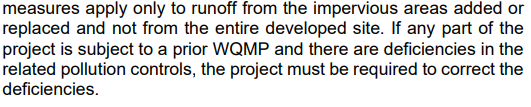 measures apply only to runoff from the impervious areas added or
replaced and not from the entire developed site. If any part of the
project is subject to a prior WQMP and there are deficiencies in the
related pollution controls, the project must be required to correct the
deficiencies.